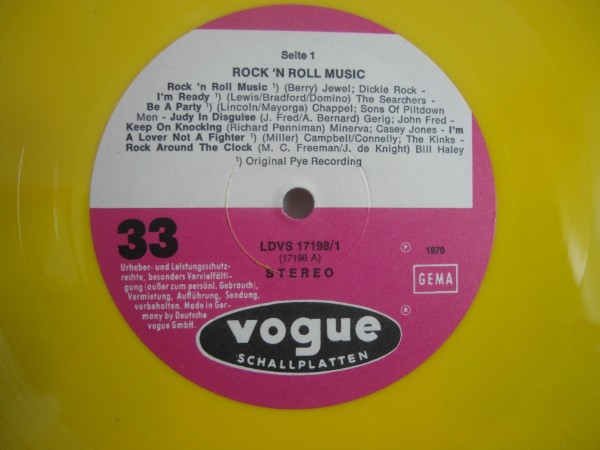 Seite 1
ROCK 'N ROLL MUSIC
Rock 'n Roll Music ¹) (Berry) Jewel; Dickie Rock -
I'm Ready ¹) (Lewis/Bradford/Domino) The Searchers -
Be A Party ¹) (Lincoln/Mayorga) Chappel; Sons Of Piltdown
Men - Judy In Disguise (J. Fred/A. Bernard) Gerig; John Fred -
Keep On Knocking (Richard Penniman) Minerva; Casey Jones - I'm
A Lover Not A Fighter ¹) (Miller) Campbell/Connelly; The Kinks -
Rock Around The Clock (M. C. Freeman/J. de Knight) Bill Haley
¹) Original Pye Recording
33
LDVS 17198/1
(17198 A)
STEREO
P 1970
GEMA
Urheber- und Leistungsschutz-
rechte, besonders Vervielfälti-
gung (außer zum persönl. Gebrauch),
Vermietung, Aufführung, Sendung,
vorbehalten. Made in Ger-
many by Deutsche
vogue GmbH.
R
vogue
SCHALLPLATTEN